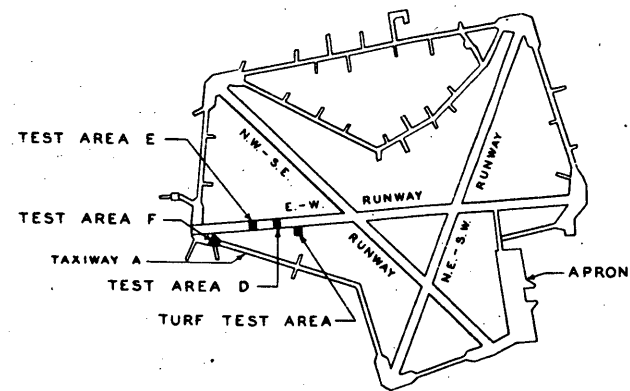 TEST AREA E
N.W.-S.E.
E.-W. RUNWAY
RUNWAY
TEST AREA F
RUNWAY
N.E.-S.W.
TAXIWAY A
APRON
TEST AREA D
TURF TEST AREA